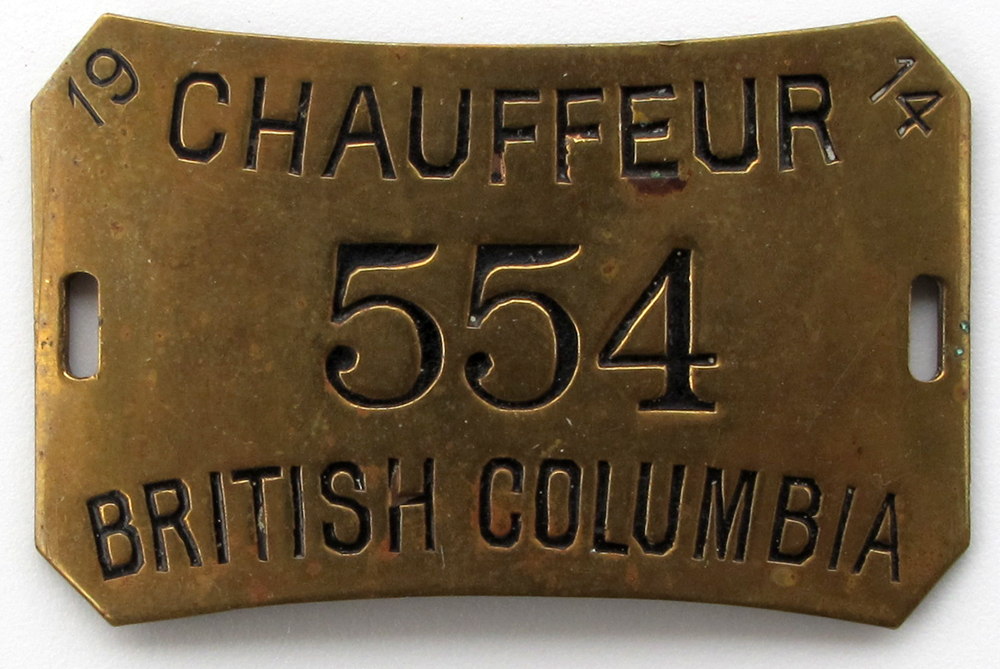 19 14
CHAUFFEUR
554
BRITISH COLUMBIA